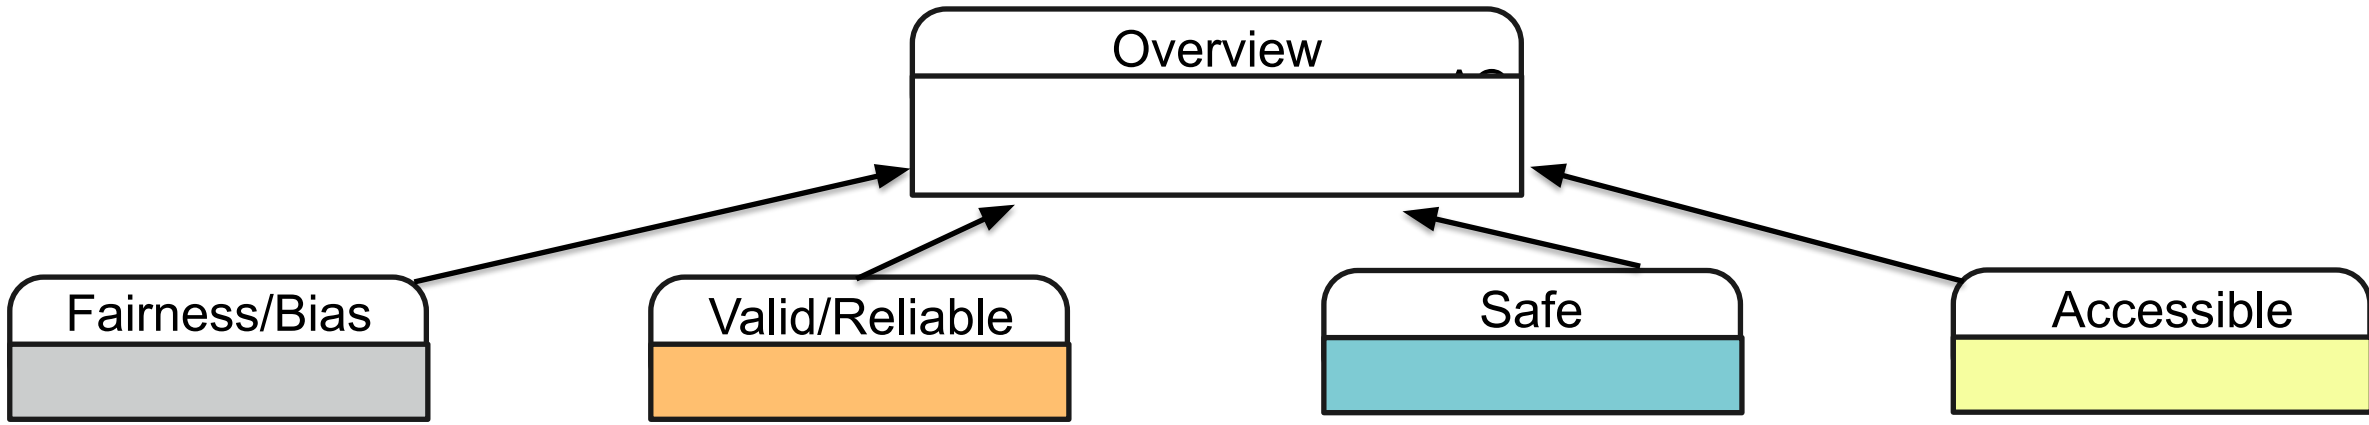 Overview
Fairness/Bias
Valid/Reliable
Safe
Accessible